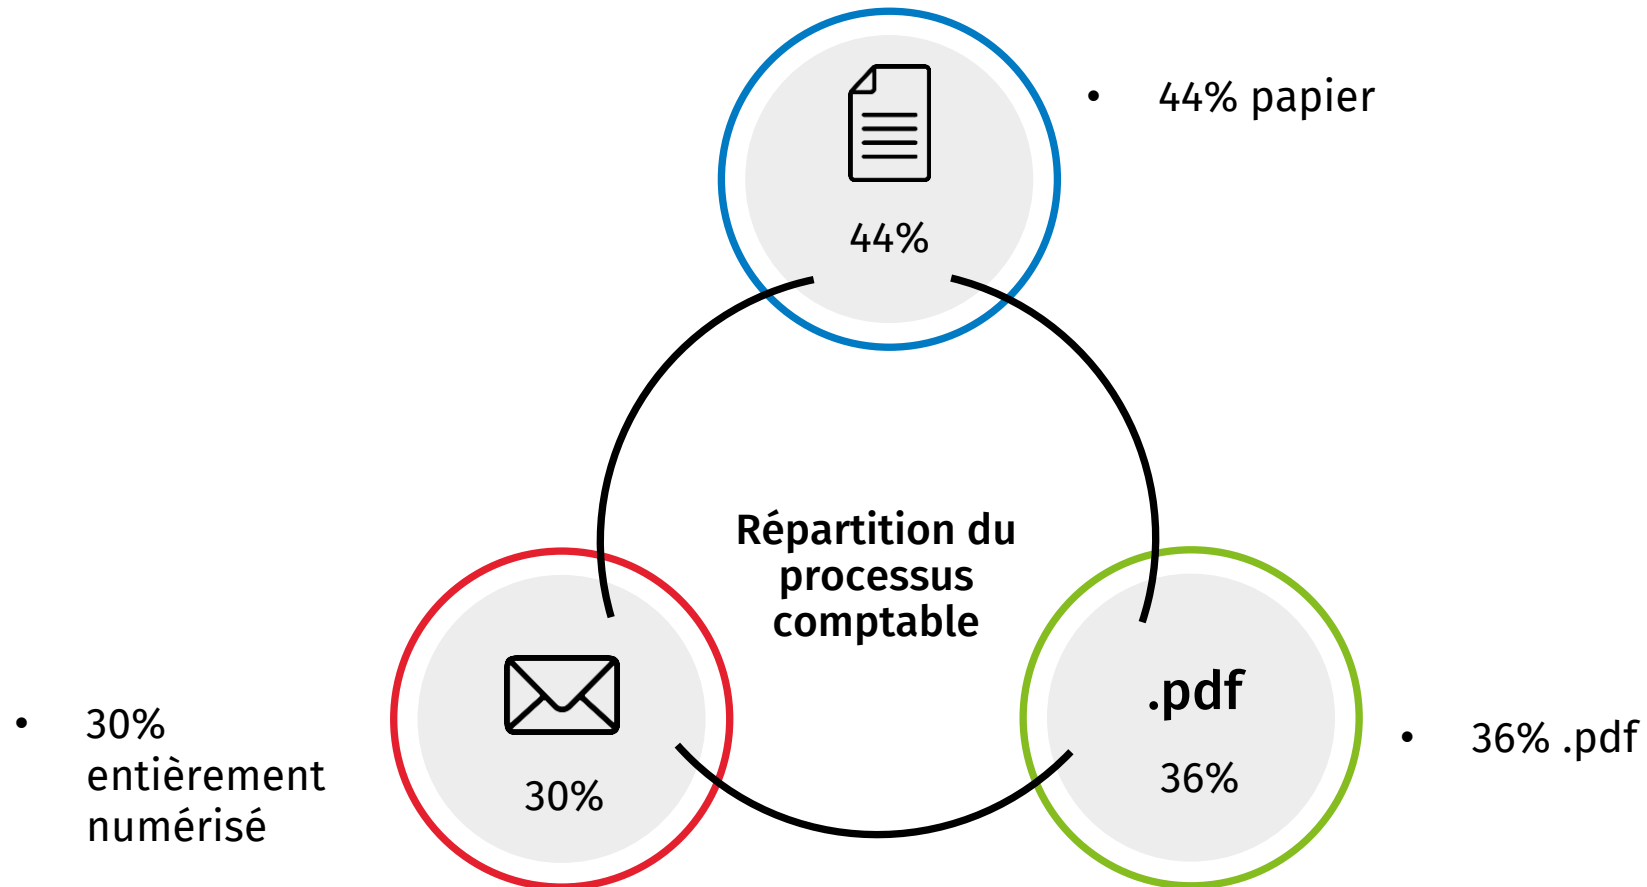 • 44% papier
44%
Répartition du
processus
comptable
.pdf
36%
• 36% .pdf
• 30%
entièrement
numérisé
30%